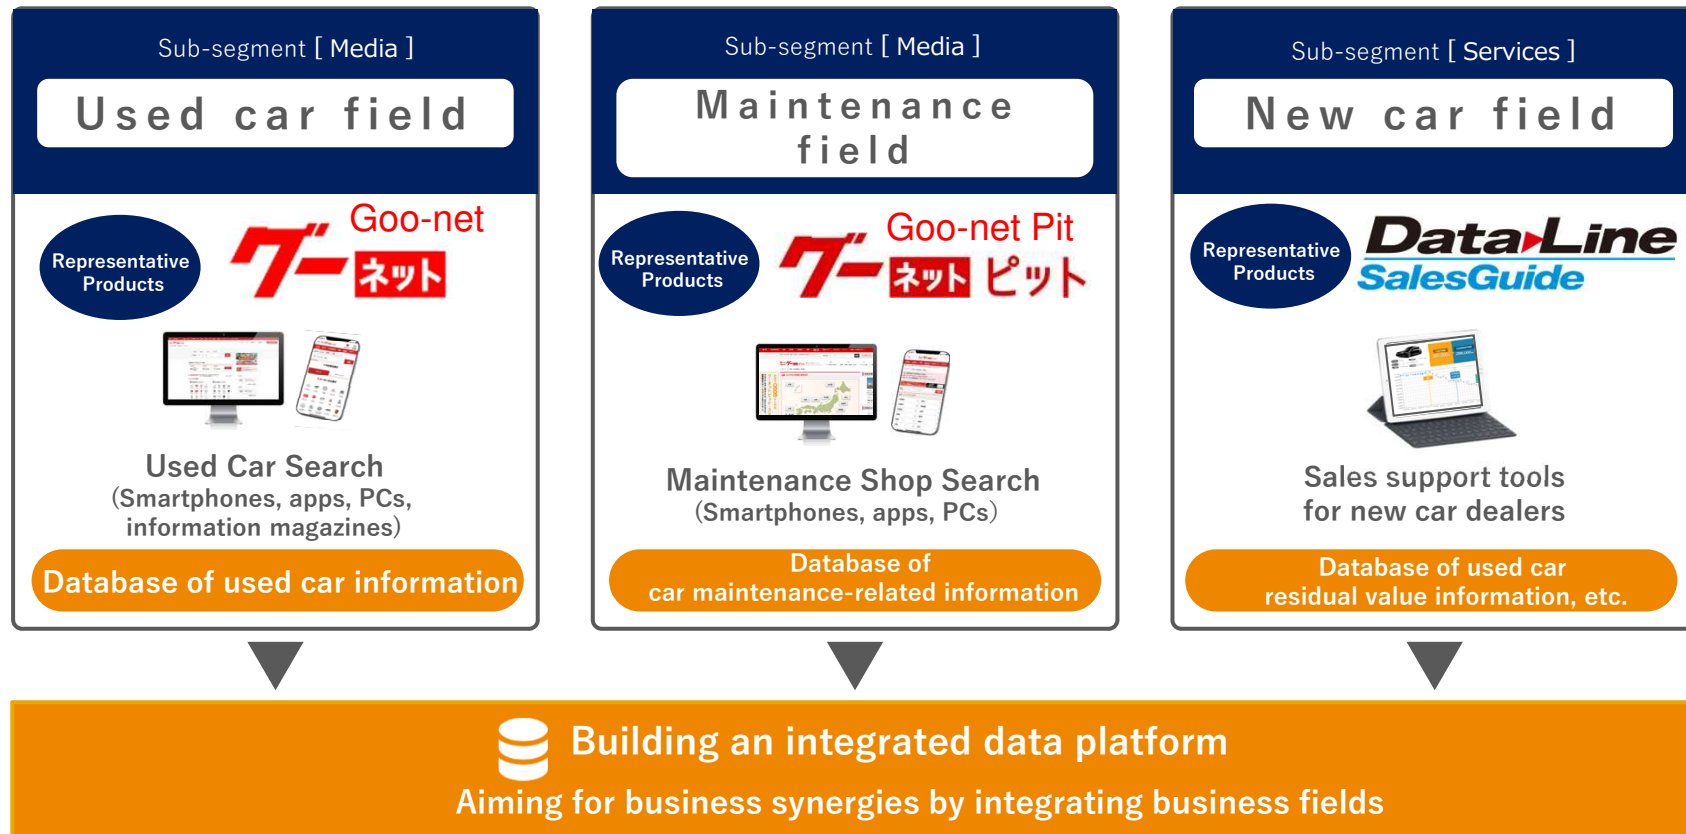 Sub-segment [ Media ]
Used car field
Representative
Products
Goo-net
グーネット
Used Car Search
(Smartphones, apps, PCs,
information magazines)
Database of used car information
Sub-segment [ Media ]
Maintenance
field
Representative
Products
Goo-net Pit
グーネット ピット
Maintenance Shop Search
(Smartphones, apps, PCs)
Database of
car maintenance-related information
Sub-segment [ Services ]
New car field
Representative
Products
DataLine
SalesGuide
Sales support tools
for new car dealers
Database of used car
residual value information, etc.
Building an integrated data platform
Aiming for business synergies by integrating business fields